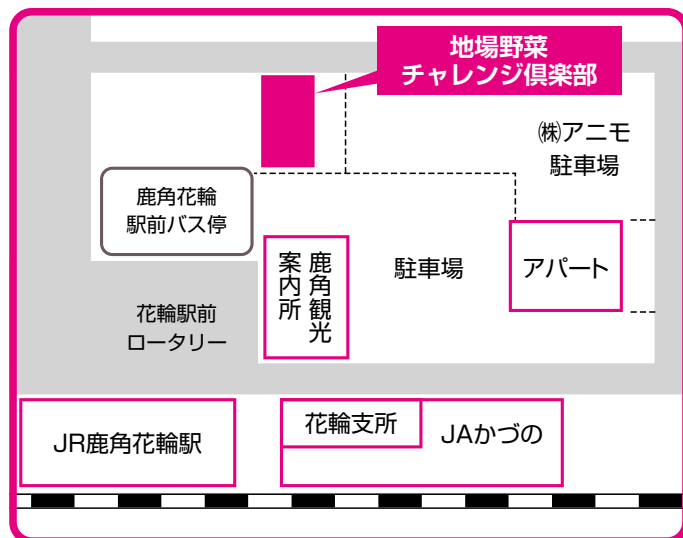 地場野菜
チャレンジ倶楽部
㈱アニモ
駐車場
鹿角花輪
駅前バス停
鹿角観光
案内所
駐車場
アパート
花輪駅前
ロータリー
JR鹿角花輪駅
花輪支所
JAかづの